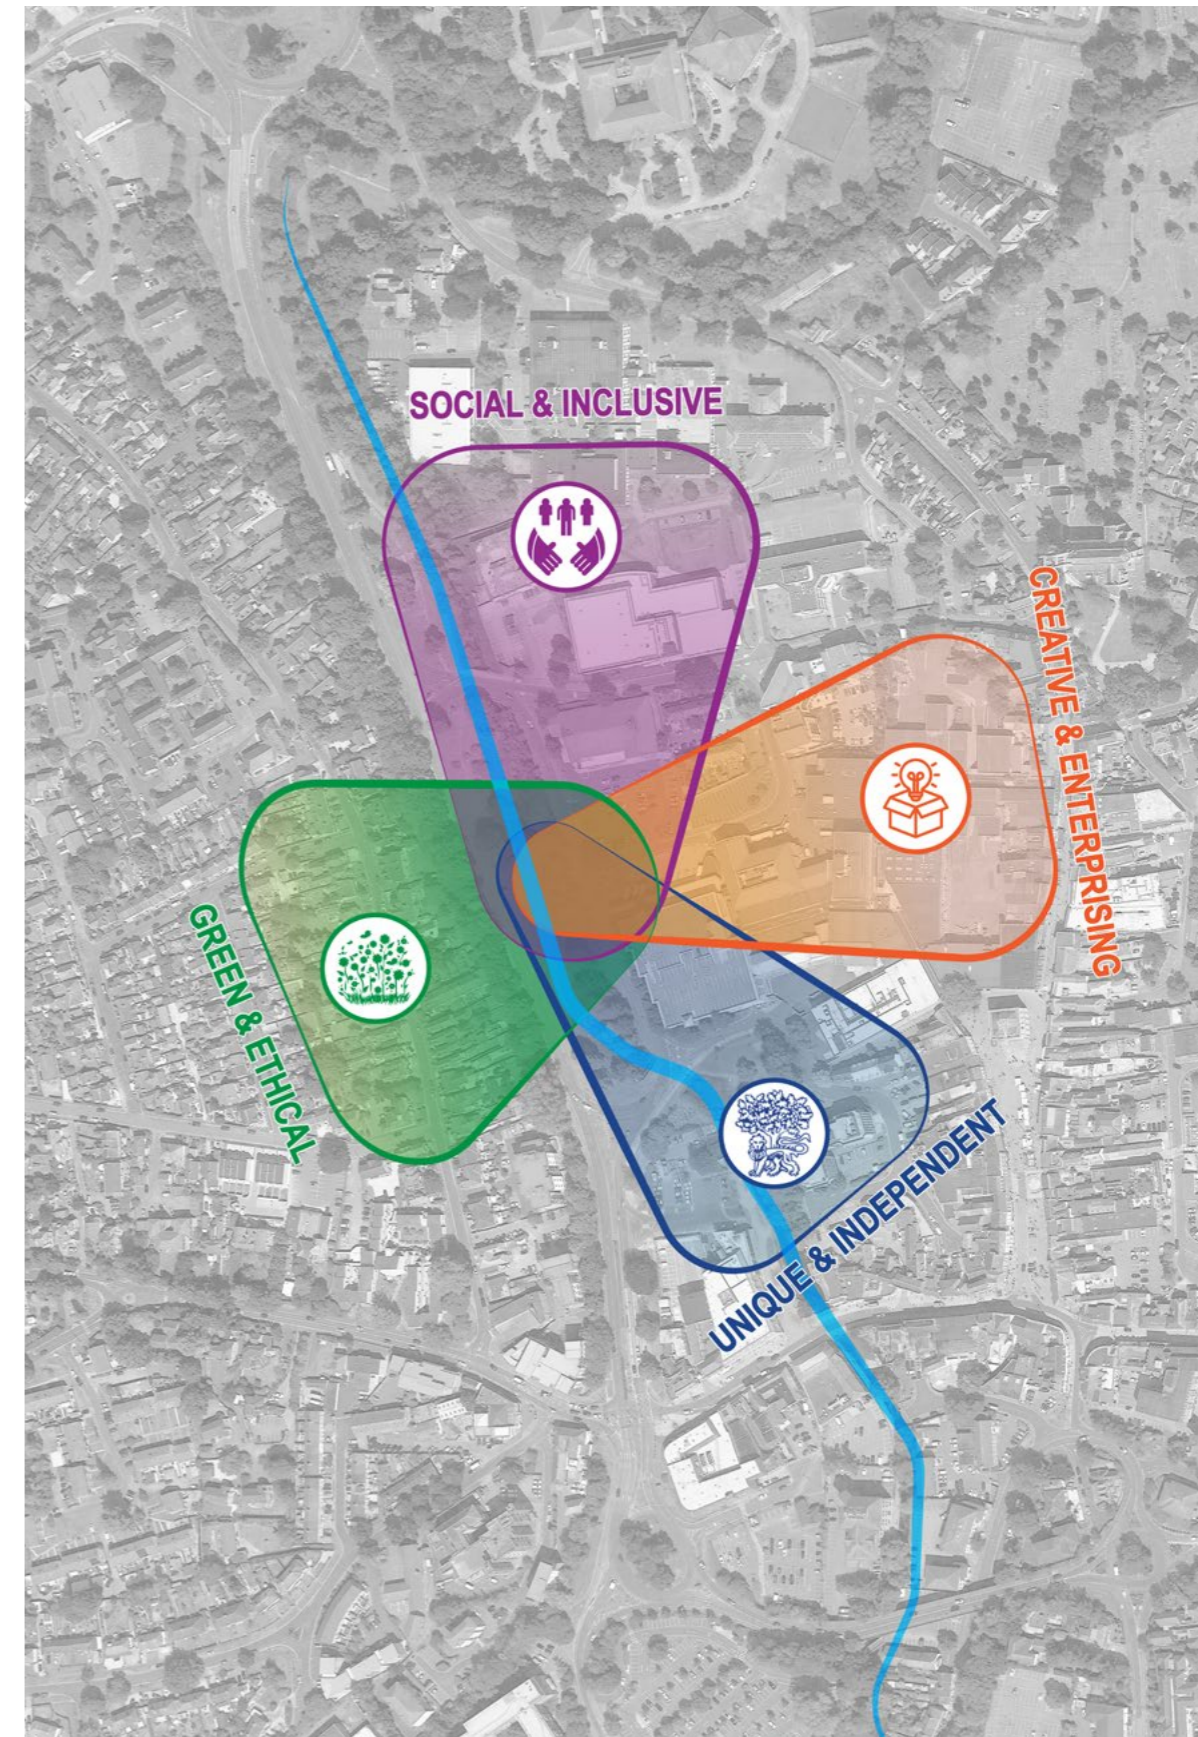 SOCIAL & INCLUSIVE
CREATIVE & ENTERPRISING
GREEN & ETHICAL
UNIQUE & INDEPENDENT